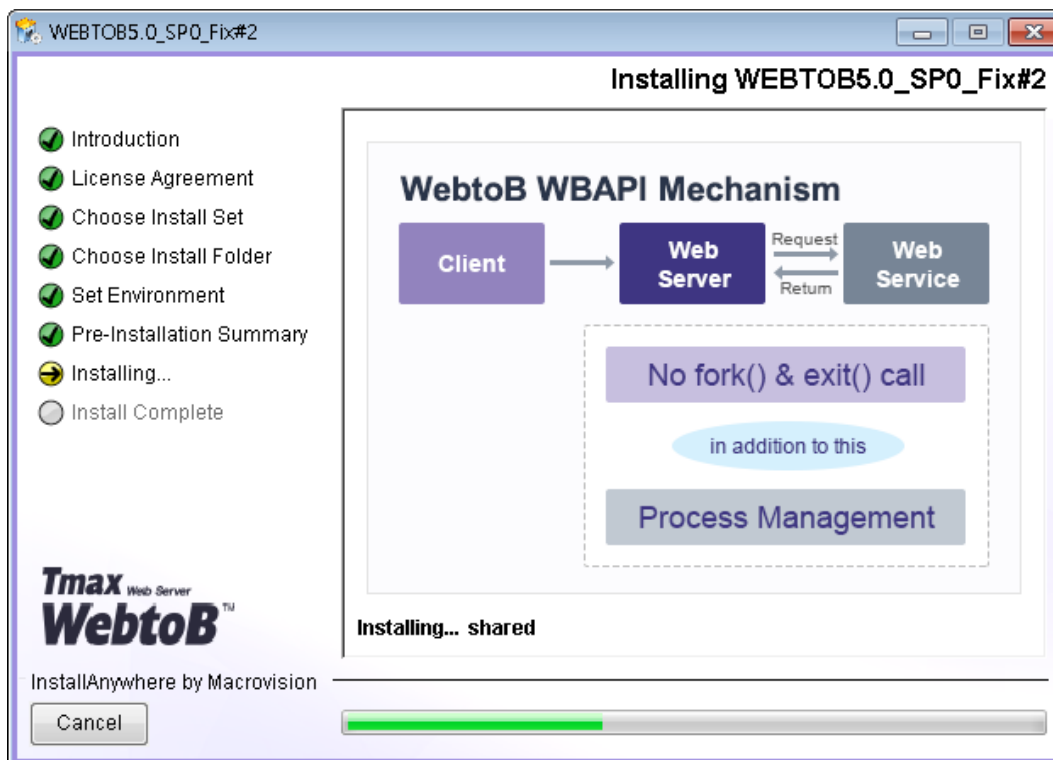 WEBTOB5.0_SP0_Fix#2
Installing WEBTOB5.0_SP0_Fix#2
Introduction
License Agreement
Choose Install Set
Choose Install Folder
Set Environment
Pre-Installation Summary
Installing...
Install Complete
WebtoB WBAPI Mechanism
Client
Web
Server
Request
Return
Web
Service
No fork() & exit() call
in addition to this
Process Management
Tmax Web Server
WebtoB™
Installing... shared
InstallAnywhere by Macrovision
Cancel